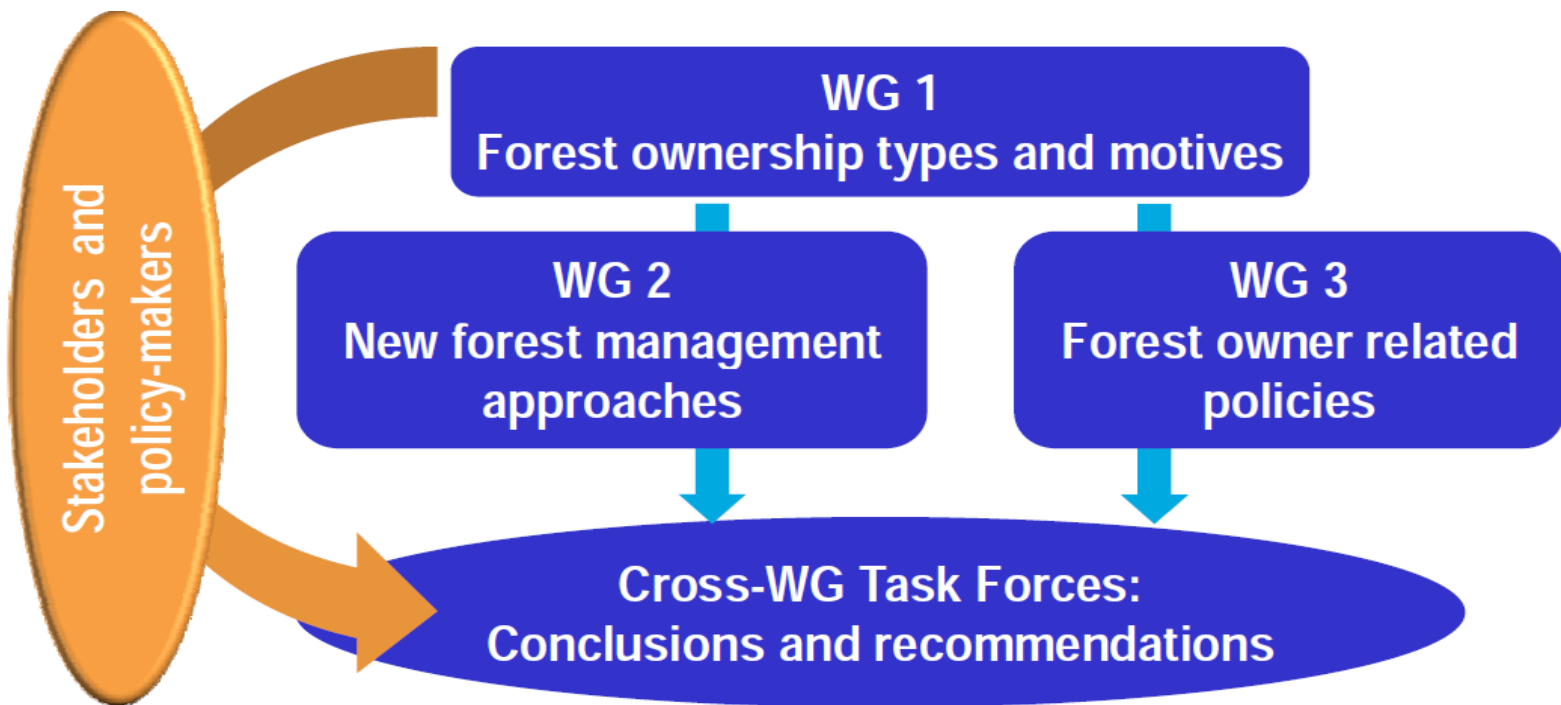 Stakeholders and
policy-makers
WG 1
Forest ownership types and motives
WG 2
New forest management
approaches
WG 3
Forest owner related
policies
Cross-WG Task Forces:
Conclusions and recommendations